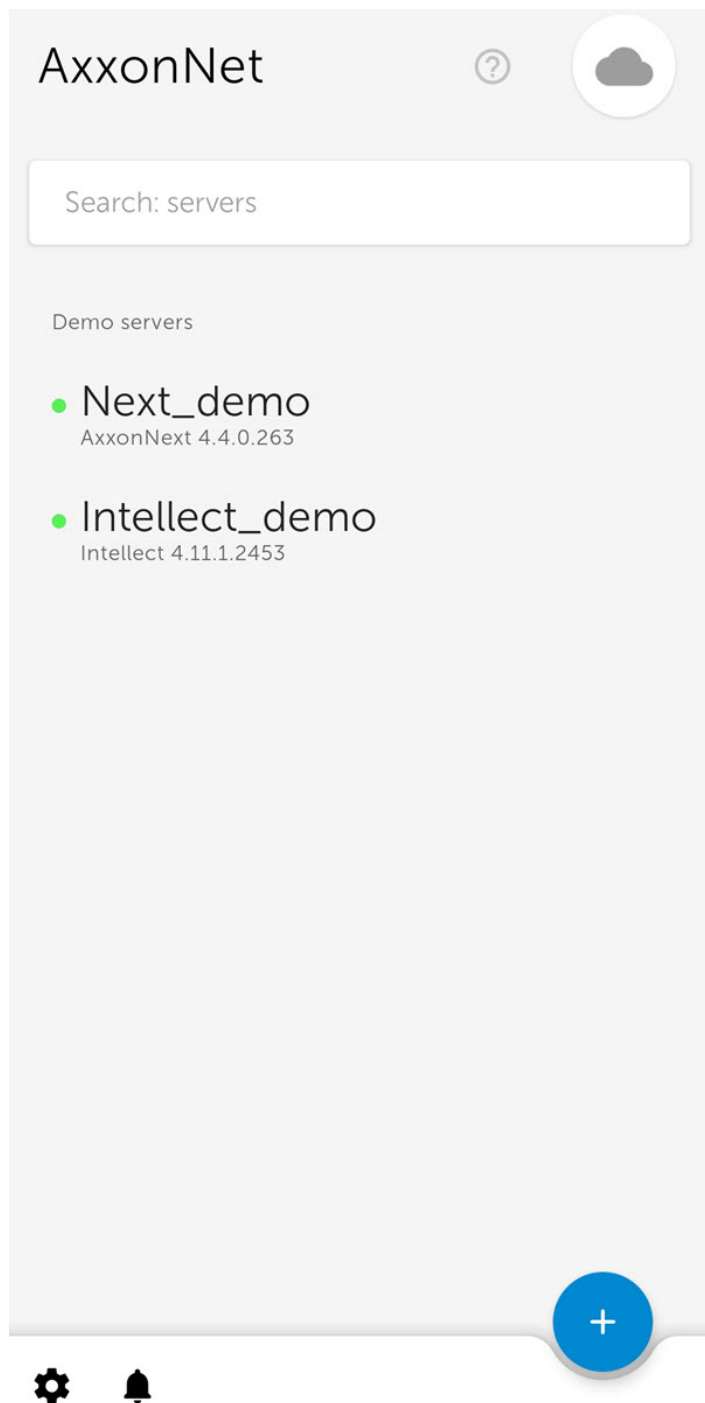 AxxonNet
Search: servers
Demo servers
Next_demo
AxxonNext 4.4.0.263
Intellect_demo
Intellect 4.11.1.2453